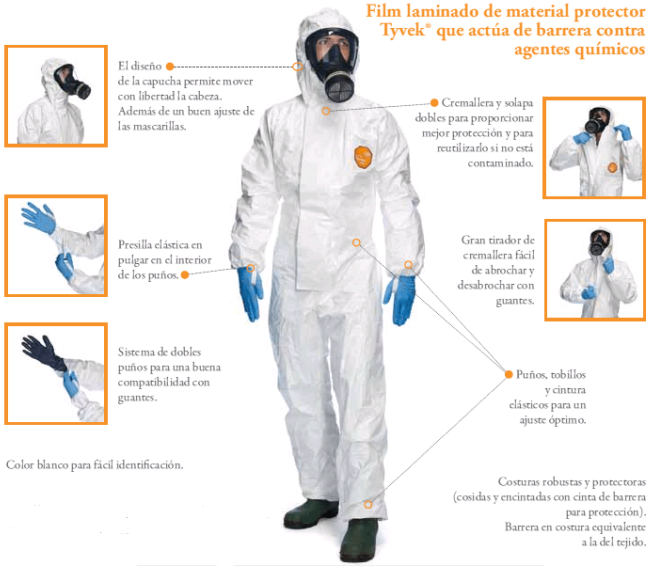 Film laminado de material protector
Tyvek® que actúa de barrera contra
agentes químicos
El diseño
de la capucha permite mover
con libertad la cabeza.
Además de un buen ajuste de
las mascarillas.
Cremallera y solapa
dobles para proporcionar
mejor protección y para
reutilizarlo si no está
contaminado.
Presilla elástica en
pulgar en el interior
de los puños.
Gran tirador de
cremallera fácil
de abrochar y
desabrochar con
guantes.
Sistema de dobles
puños para una buena
compatibilidad con
guantes.
Puños, tobillos
y cintura
elásticos para un
ajuste óptimo.
Color blanco para fácil identificación.
Costuras robustas y protectoras
(cosidas y encintadas con cinta de barrera
para protección).
Barrera en costura equivalente
a la del tejido.